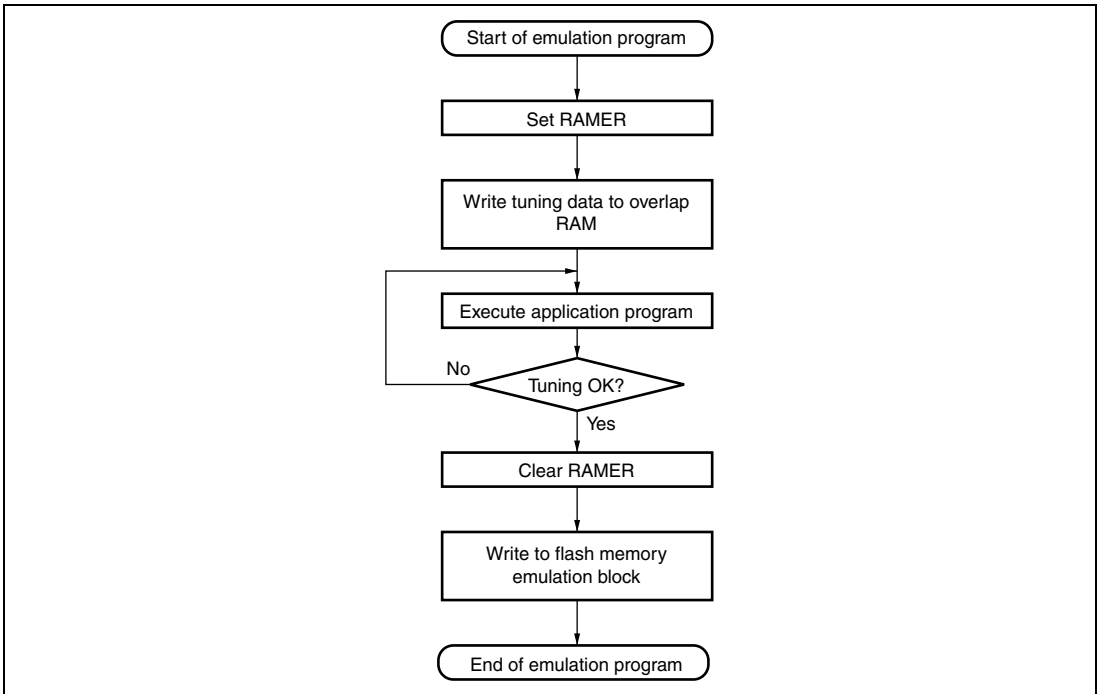 Start of emulation program
Set RAMER
Write tuning data to overlap
RAM
Execute application program
No
Tuning OK?
Yes
Clear RAMER
Write to flash memory
emulation block
End of emulation program